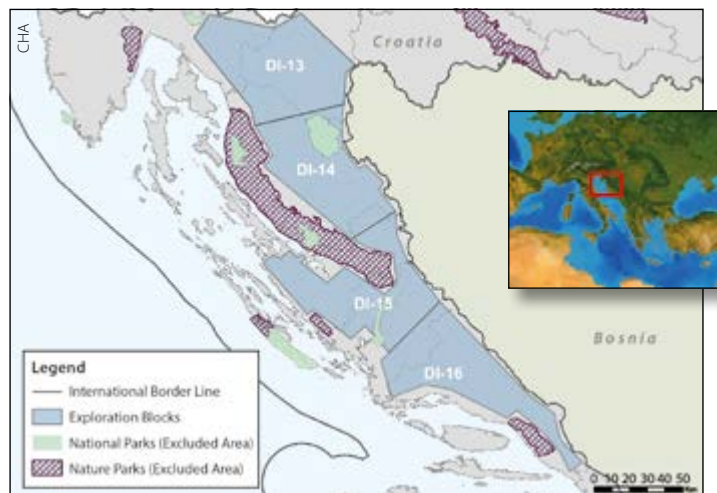 CHA
Croatia
DI-13
DI-14
DI-15
Bosnia
DI-16
Legend
International Border Line
Exploration Blocks
National Parks (Excluded Area)
Nature Parks (Excluded Area)
0 10 20 30 40 50